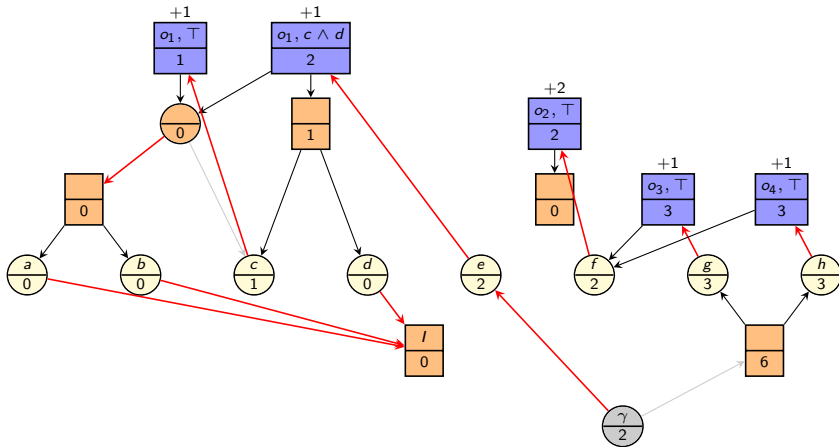 +1 +1
o₁, ⊤ o₁, c ∧ d
1 2
+2
o₂, ⊤
0 1 2
+1 +1
o₃, ⊤ o₄, ⊤
0 0 3 3
a b c d e f g h
0 0 1 0 2 2 3 3
I
0 6
γ
2